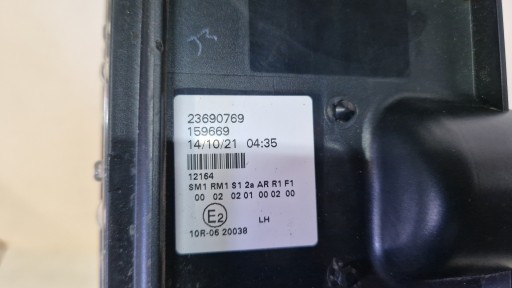 23690769
159669
14/10/21 04:35
12164
SM1 RM1 S1 2a AR R1 F1
00 02 02 01 00 02 00
E2
LH
10R-06 20038